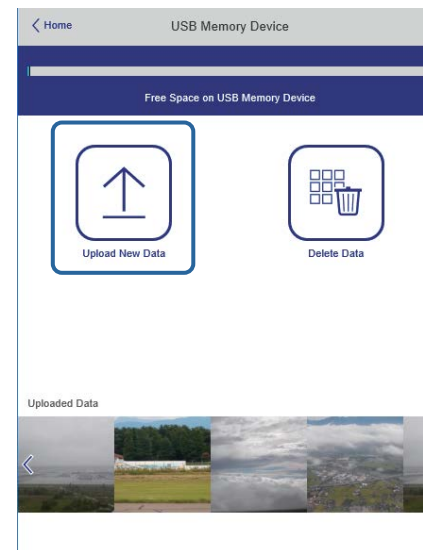 Home
USB Memory Device
Free Space on USB Memory Device
Upload New Data
Delete Data
Uploaded Data